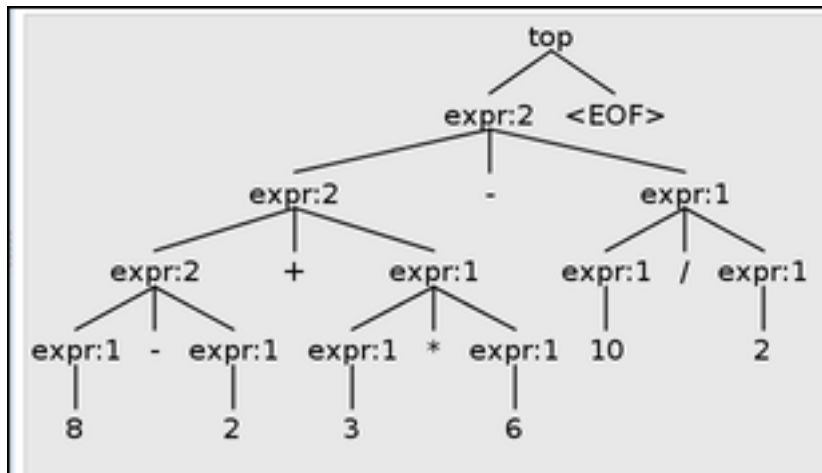 top
expr:2 <EOF>
expr:2 - expr:1
expr:2 + expr:1 expr:1 / expr:1
expr:1 - expr:1 expr:1 * expr:1 10 2
8 2 3 6